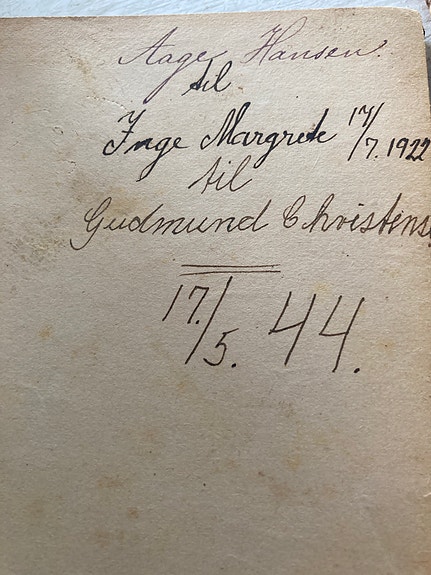 Aage Hansen.
til
Inge Margrete 17/7. 1922
til
Gudmund Christens
17./5. 44.